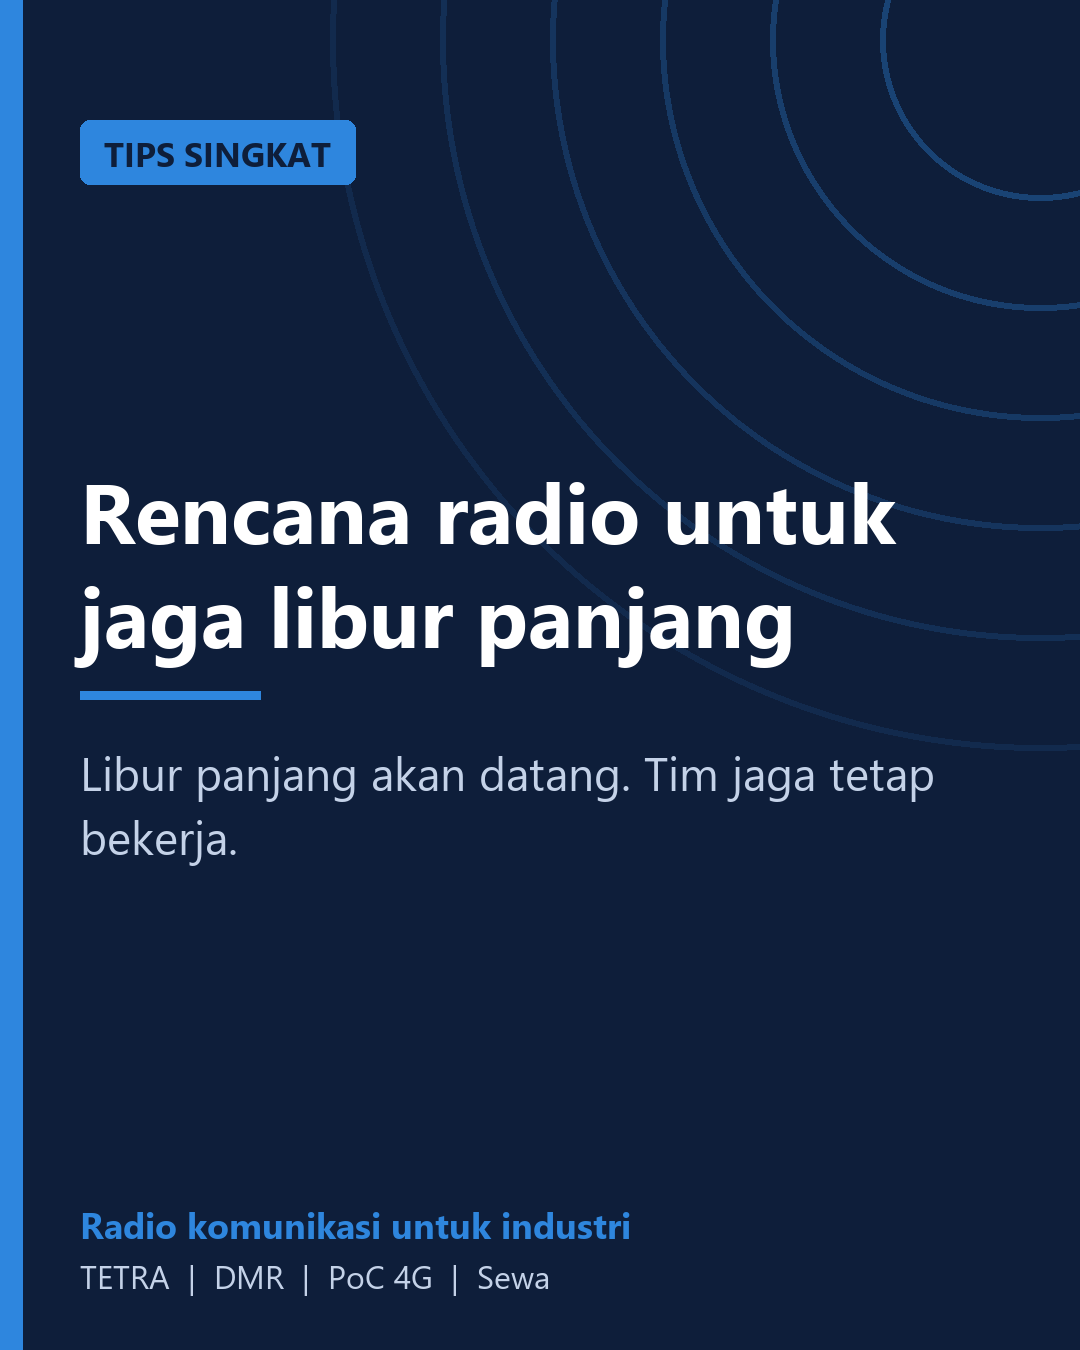 TIPS SINGKAT
Rencana radio untuk
jaga libur panjang
Libur panjang akan datang. Tim jaga tetap
bekerja.
Radio komunikasi untuk industri
TETRA | DMR | PoC 4G | Sewa